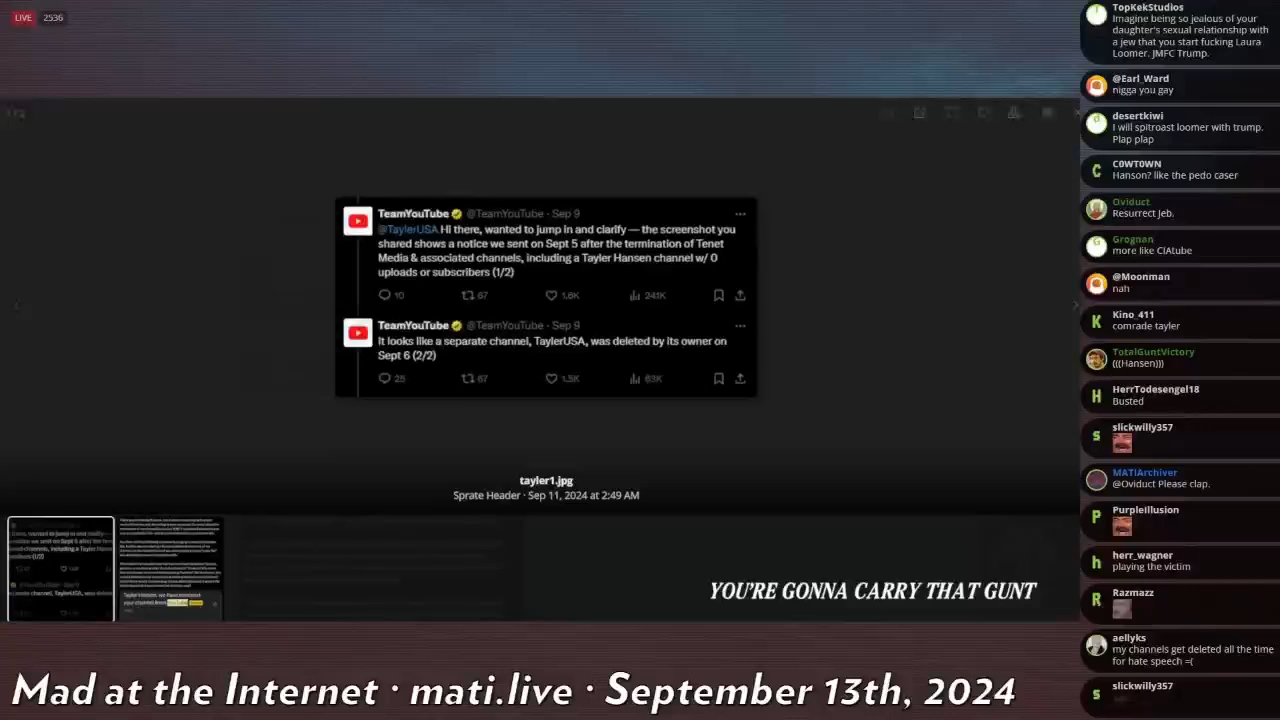 LIVE 2536
TeamYouTube @TeamYouTube · Sep 9
@TaylerUSA Hi there, wanted to jump in and clarify — the screenshot you
shared shows a notice we sent on Sept 5 after the termination of Tenet
Media & associated channels, including a Tayler Hansen channel w/ 0
uploads or subscribers (1/2)
10 67 1.6K 241K
TeamYouTube @TeamYouTube · Sep 9
It looks like a separate channel, TaylerUSA, was deleted by its owner on
Sept 6 (2/2)
25 67 1.5K 63K
tayler1.jpg
Sprate Header · Sep 11, 2024 at 2:49 AM
YOU'RE GONNA CARRY THAT GUNT
Mad at the Internet · mati.live · September 13th, 2024
TopKekStudios
Imagine being so jealous of your
daughter's sexual relationship with
a jew that you start fucking Laura
Loomer. JMFC Trump.
@Earl_Ward
nigga you gay
desertkiwi
I will spitroast loomer with trump.
Plap plap
C0WT0WN
Hanson? like the pedo caser
Oviduct
Resurrect Jeb.
Grognan
more like CIAtube
@Moonman
nah
Kino_411
comrade tayler
TotalGuntVictory
(((Hansen)))
HerrTodesengel18
Busted
slickwilly357
MATIArchiver
@Oviduct Please clap.
PurpleIllusion
herr_wagner
playing the victim
Razmazz
aellyks
my channels get deleted all the time
for hate speech =(
slickwilly357